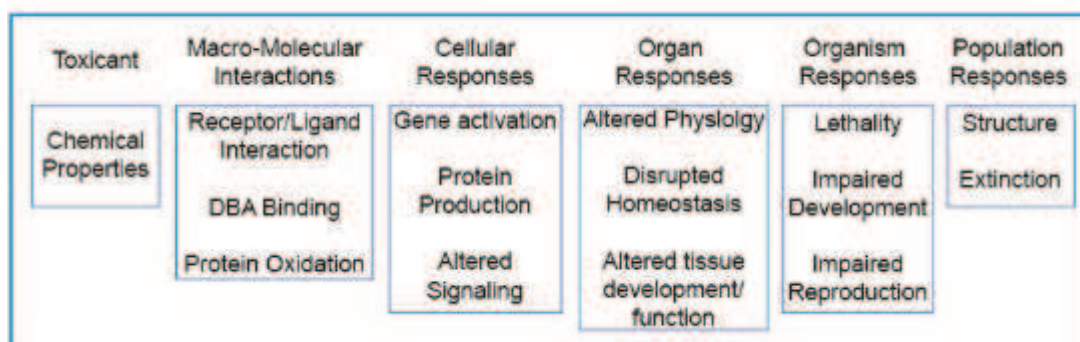 Toxicant
Macro-Molecular
Interactions
Cellular
Responses
Organ
Responses
Organism
Responses
Population
Responses
Chemical
Properties
Receptor/Ligand
Interaction
DBA Binding
Protein Oxidation
Gene activation
Protein
Production
Altered
Signaling
Altered Physiolgy
Disrupted
Homeostasis
Altered tissue
development/
function
Lethality
Impaired
Development
Impaired
Reproduction
Structure
Extinction